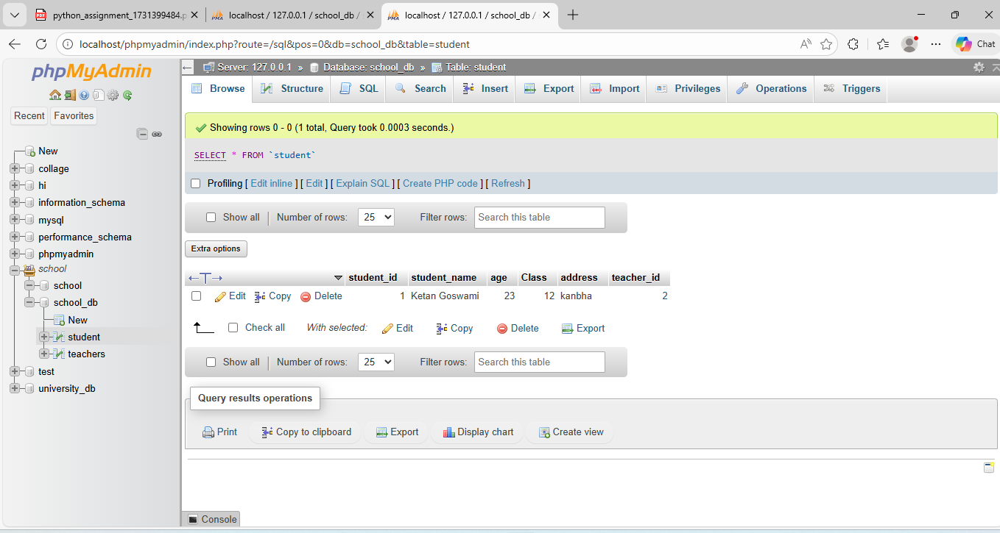 python_assignment_1731399484.p
localhost / 127.0.0.1 / school_db /
localhost / 127.0.0.1 / school_db /
localhost/phpmyadmin/index.php?route=/sql&pos=0&db=school_db&table=student
Chat
phpMyAdmin
Recent Favorites
New
collage
hi
information_schema
mysql
performance_schema
phpmyadmin
school
school
school_db
New
student
teachers
test
university_db
Server: 127.0.0.1 » Database: school_db » Table: student
Browse Structure SQL Search Insert Export Import Privileges Operations Triggers
Showing rows 0 - 0 (1 total, Query took 0.0003 seconds.)
SELECT * FROM `student`
Profiling [ Edit inline ] [ Edit ] [ Explain SQL ] [ Create PHP code ] [ Refresh ]
Show all Number of rows: 25 Filter rows: Search this table
Extra options
student_id student_name age Class address teacher_id
Edit Copy Delete 1 Ketan Goswami 23 12 kanbha 2
Check all With selected: Edit Copy Delete Export
Show all Number of rows: 25 Filter rows: Search this table
Query results operations
Print Copy to clipboard Export Display chart Create view
Console